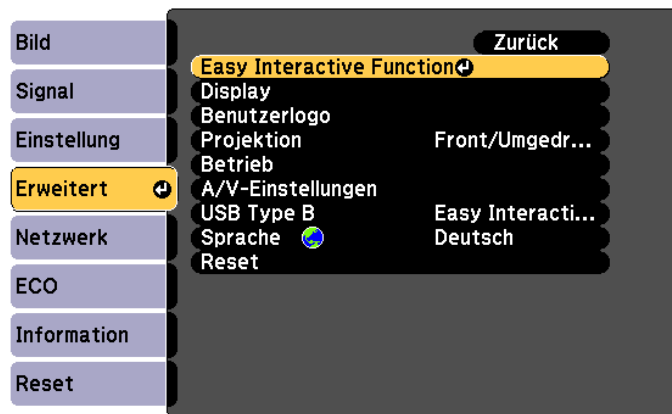 Bild
Signal
Einstellung
Erweitert
Netzwerk
ECO
Information
Reset
Zurück
Easy Interactive Function
Display
Benutzerlogo
Projektion Front/Umgedr...
Betrieb
A/V-Einstellungen
USB Type B Easy Interacti...
Sprache Deutsch
Reset